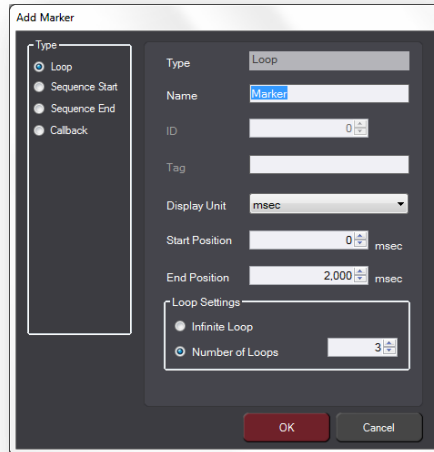 Add Marker
Type
Loop
Sequence Start
Sequence End
Callback
Type Loop
Name Marker
ID 0
Tag
Display Unit msec
Start Position 0 msec
End Position 2,000 msec
Loop Settings
Infinite Loop
Number of Loops 3
OK Cancel